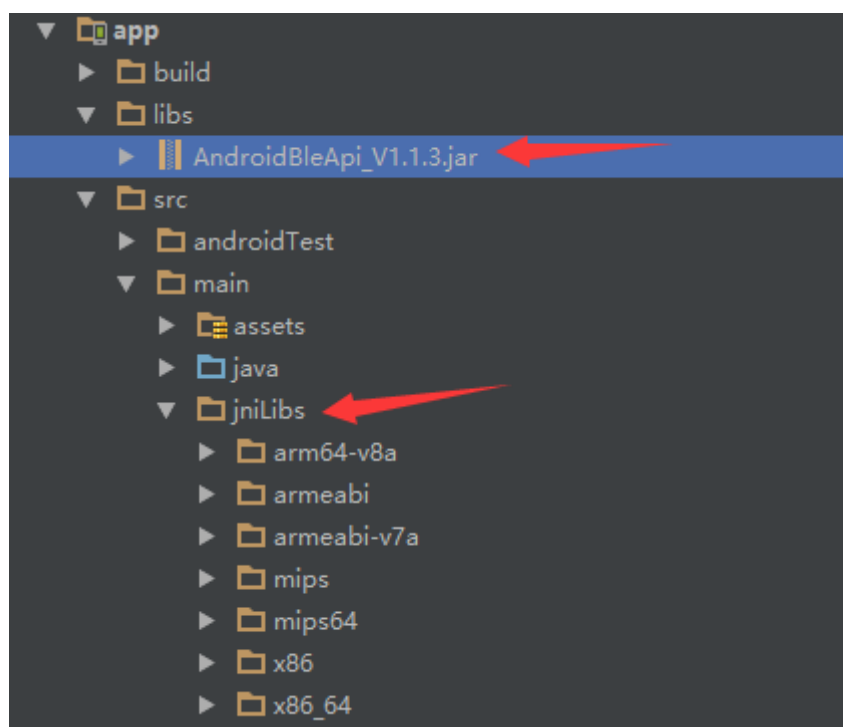 app
build
libs
AndroidBleApi_V1.1.3.jar
src
androidTest
main
assets
java
jniLibs
arm64-v8a
armeabi
armeabi-v7a
mips
mips64
x86
x86_64